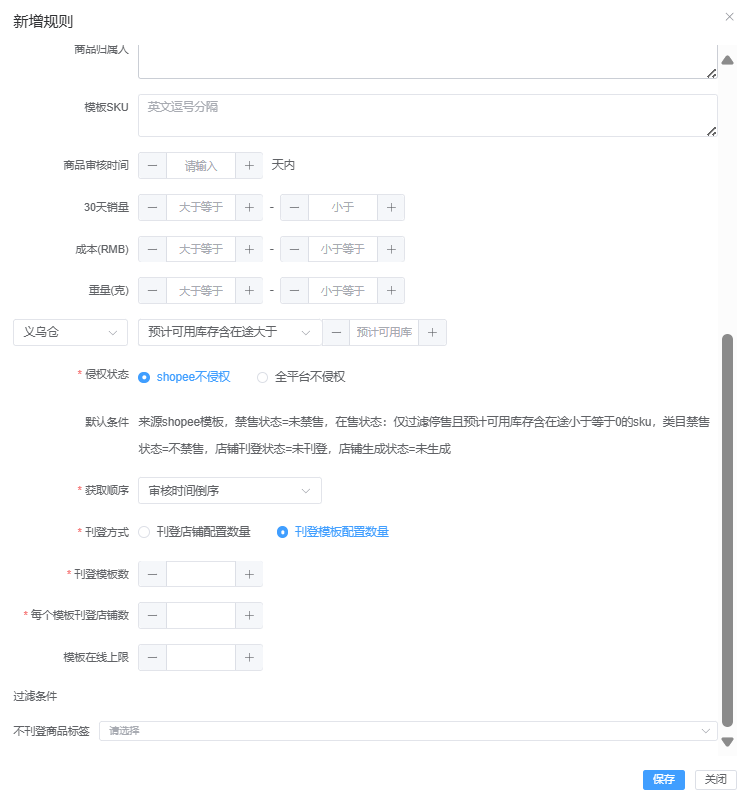 新增规则
商品归属人
模板SKU 英文逗号分隔
商品审核时间 请输入 天内
30天销量 大于等于 - 小于
成本(RMB) 大于等于 - 小于等于
重量(克) 大于等于 - 小于等于
义乌仓 预计可用库存含在途大于 预计可用库
* 侵权状态 shopee不侵权 全平台不侵权
默认条件 来源shopee模板，禁售状态=未禁售，在售状态：仅过滤停售且预计可用库存含在途小于等于0的sku，类目禁售
状态=不禁售，店铺刊登状态=未刊登，店铺生成状态=未生成
* 获取顺序 审核时间倒序
* 刊登方式 刊登店铺配置数量 刊登模板配置数量
* 刊登模板数
* 每个模板刊登店铺数
模板在线上限
过滤条件
不刊登商品标签 请选择
保存 关闭